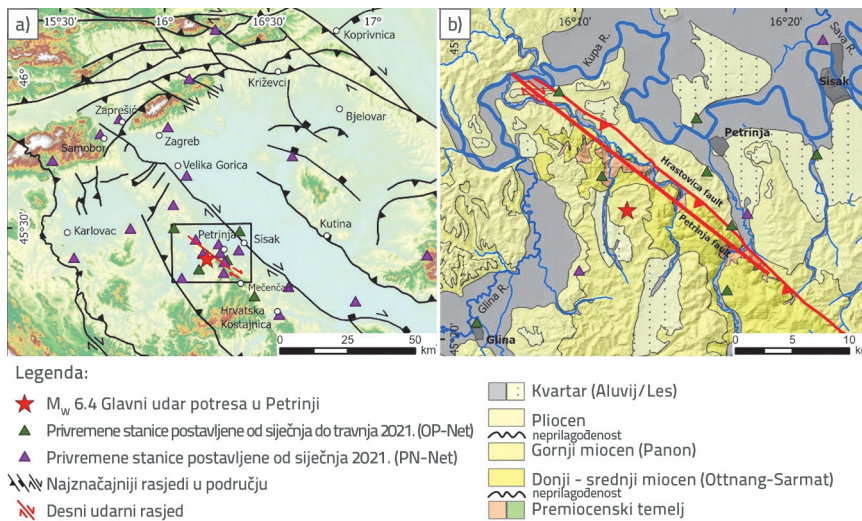 a)
15°30'
16°
16°30'
17°
Koprivnica
46°
Križevci
Zaprešić
Bjelovar
Samobor
Zagreb
Velika Gorica
45°30'
Karlovac
Petrinja
Sisak
Kutina
Mečenčani
Hrvatska
Kostajnica
0 25 50
km
b)
16°10'
16°20'
Kupa R.
Sava R.
Sisak
Petrinja
Hrastovica fault
Petrinja fault
Glina R.
45°20'
Glina
0 5 10
km
Legenda:
Mw 6.4 Glavni udar potresa u Petrinji
Privremene stanice postavljene od siječnja do travnja 2021. (OP-Net)
Privremene stanice postavljene od siječnja 2021. (PN-Net)
Najznačajniji rasjedi u području
Desni udarni rasjed
Kvartar (Aluvij/Les)
Pliocen
neprilagođenost
Gornji miocen (Panon)
Donji - srednji miocen (Ottnang-Sarmat)
neprilagođenost
Premiocenski temelj